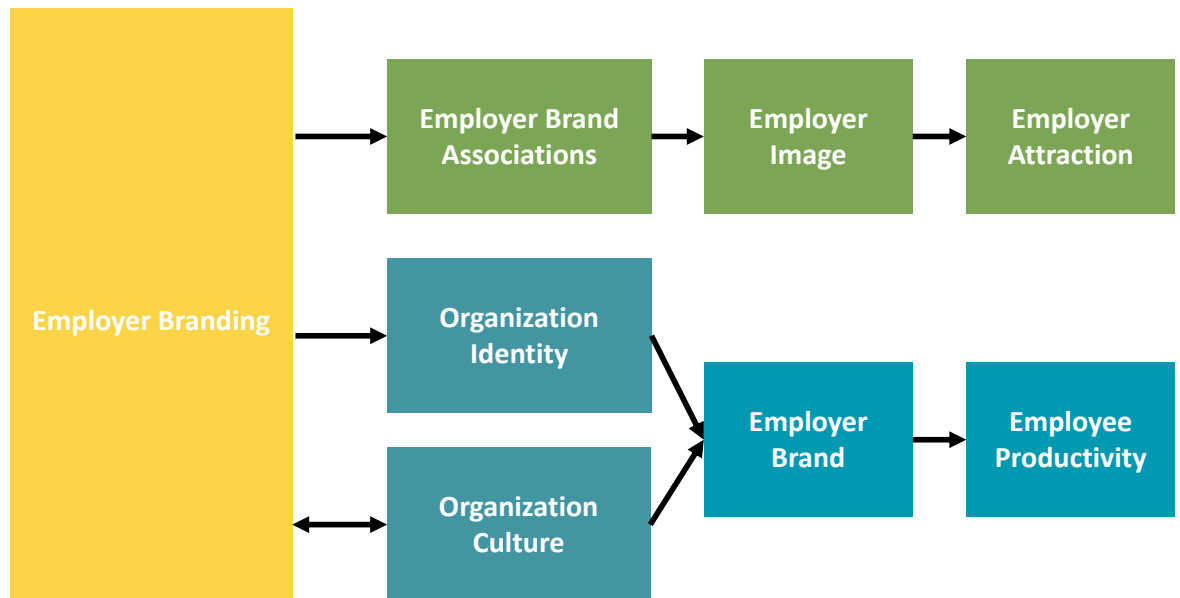 Employer Brand
Associations
Employer
Image
Employer
Attraction
Employer Branding
Organization
Identity
Employer
Brand
Employee
Productivity
Organization
Culture